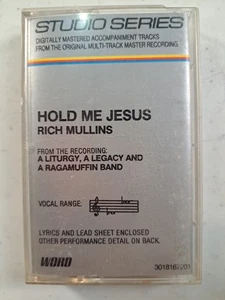 STUDIO SERIES
DIGITALLY MASTERED ACCOMPANIMENT TRACKS
FROM THE ORIGINAL MULTI-TRACK MASTER RECORDING.
HOLD ME JESUS
RICH MULLINS
FROM THE RECORDING:
A LITURGY, A LEGACY AND
A RAGAMUFFIN BAND
VOCAL RANGE:
LYRICS AND LEAD SHEET ENCLOSED
OTHER PERFORMANCE DETAIL ON BACK.
WORD